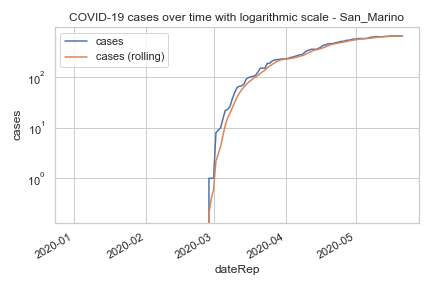 COVID-19 cases over time with logarithmic scale - San_Marino
cases
cases (rolling)
10²
10¹
10⁰
cases
2020-01
2020-02
2020-03
2020-04
2020-05
dateRep